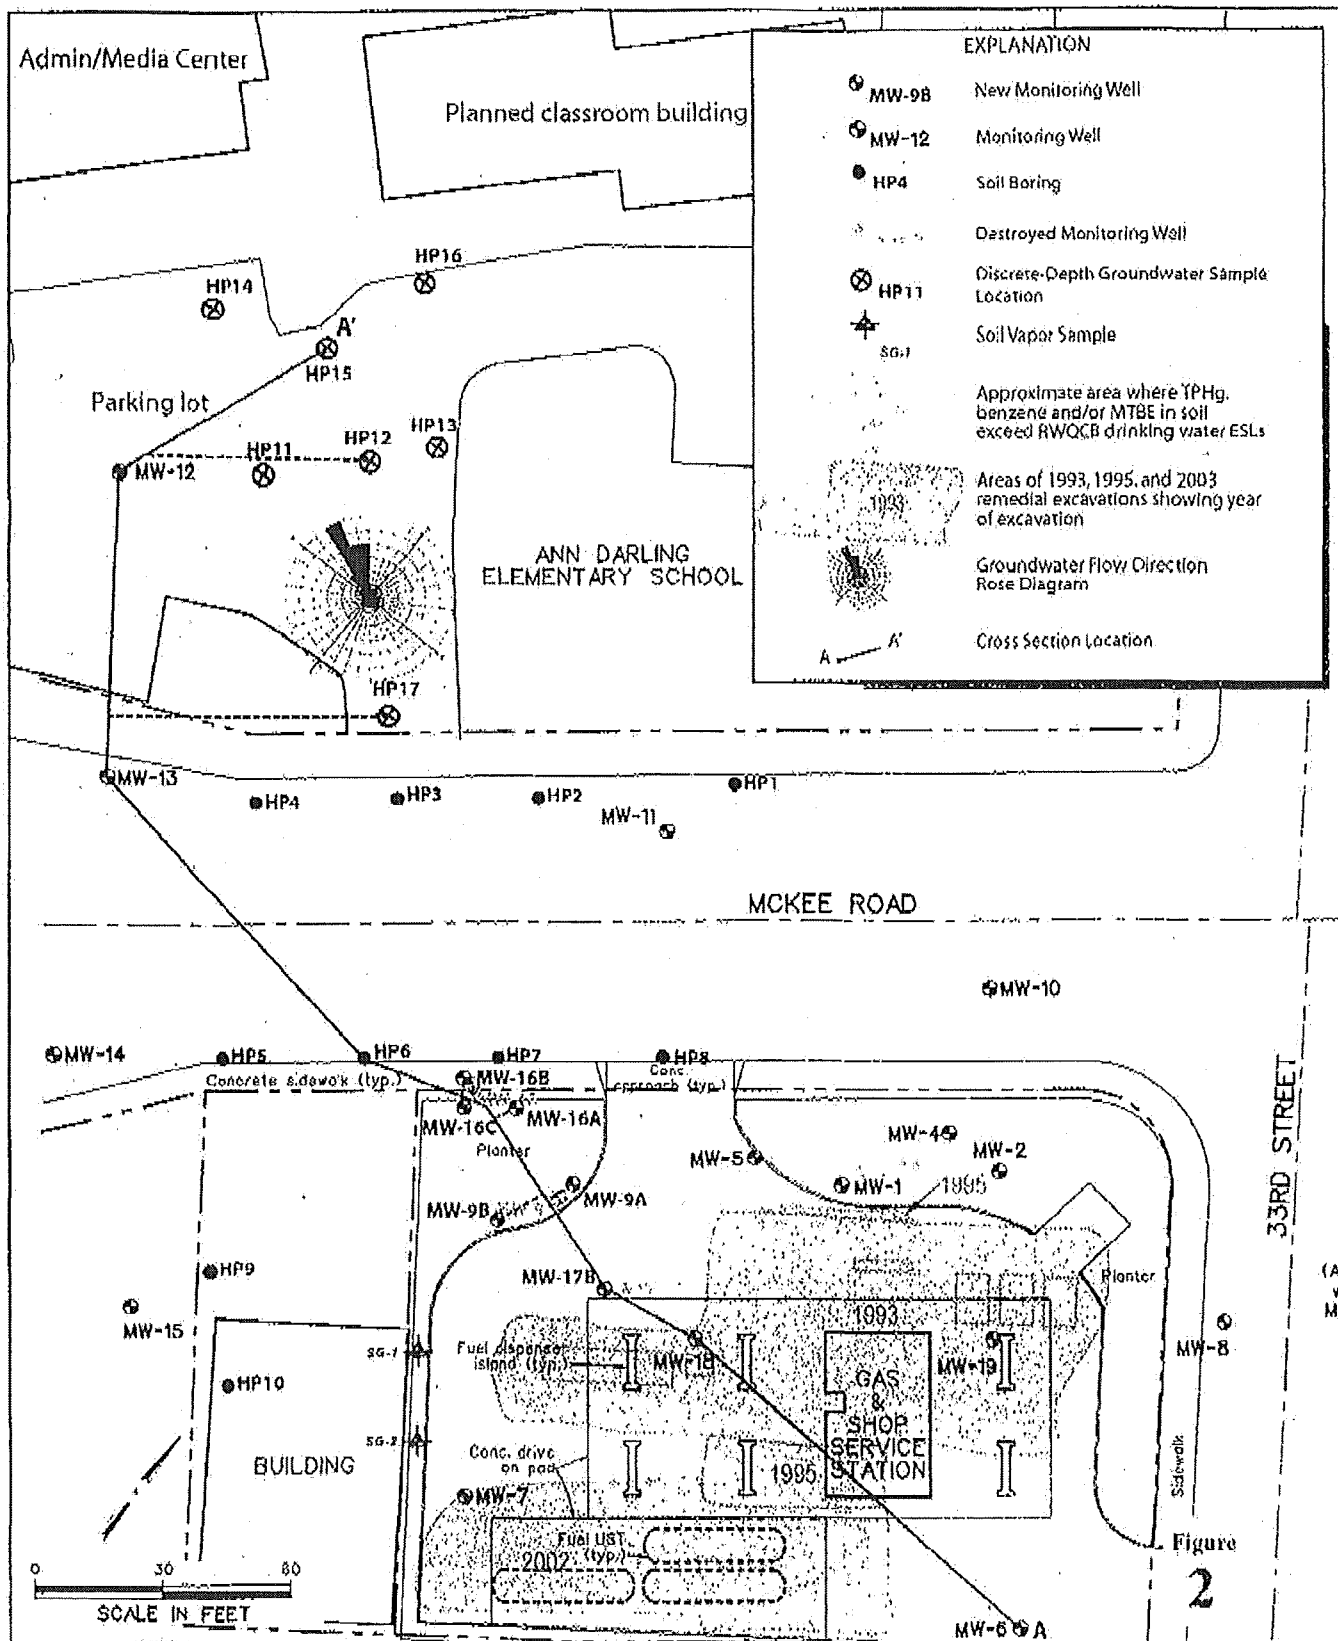 Admin/Media Center
Planned classroom building
EXPLANATION
MW-9B New Monitoring Well
MW-12 Monitoring Well
HP4 Soil Boring
Destroyed Monitoring Well
HP11 Discrete-Depth Groundwater Sample
Location
SG-1 Soil Vapor Sample
Approximate area where TPHg,
benzene and/or MTBE in soil
exceed RWQCB drinking water ESLs
1993
Areas of 1993, 1995, and 2003
remedial excavations showing year
of excavation
Groundwater Flow Direction
Rose Diagram
A A' Cross Section Location
HP16
HP14
A'
HP15
Parking lot
HP13
HP12
HP11
MW-12
ANN DARLING
ELEMENTARY SCHOOL
HP17
MW-13
HP4
HP3
HP2
HP1
MW-11
MCKEE ROAD
MW-10
MW-14
HP5
HP6
HP7
HP8
Concrete sidewalk (typ.)
Conc.
approach (typ.)
33RD STREET
MW-16B
MW-16C
MW-16A
Planter
MW-4
MW-5
MW-2
MW-1
1995
MW-9A
MW-9B
HP9
MW-17B
Planter
(A
M
MW-15
1993
MW-8
SG-1
Fuel dispenser
island (typ.)
MW-18
MW-19
HP10
GAS
&
SHOP
SERVICE
STATION
SG-2
BUILDING
Conc. drive
on pad
1995
Sidewalk
MW-7
Fuel UST
(typ.)
2002
Figure
2
0 30 60
SCALE IN FEET
MW-6 A